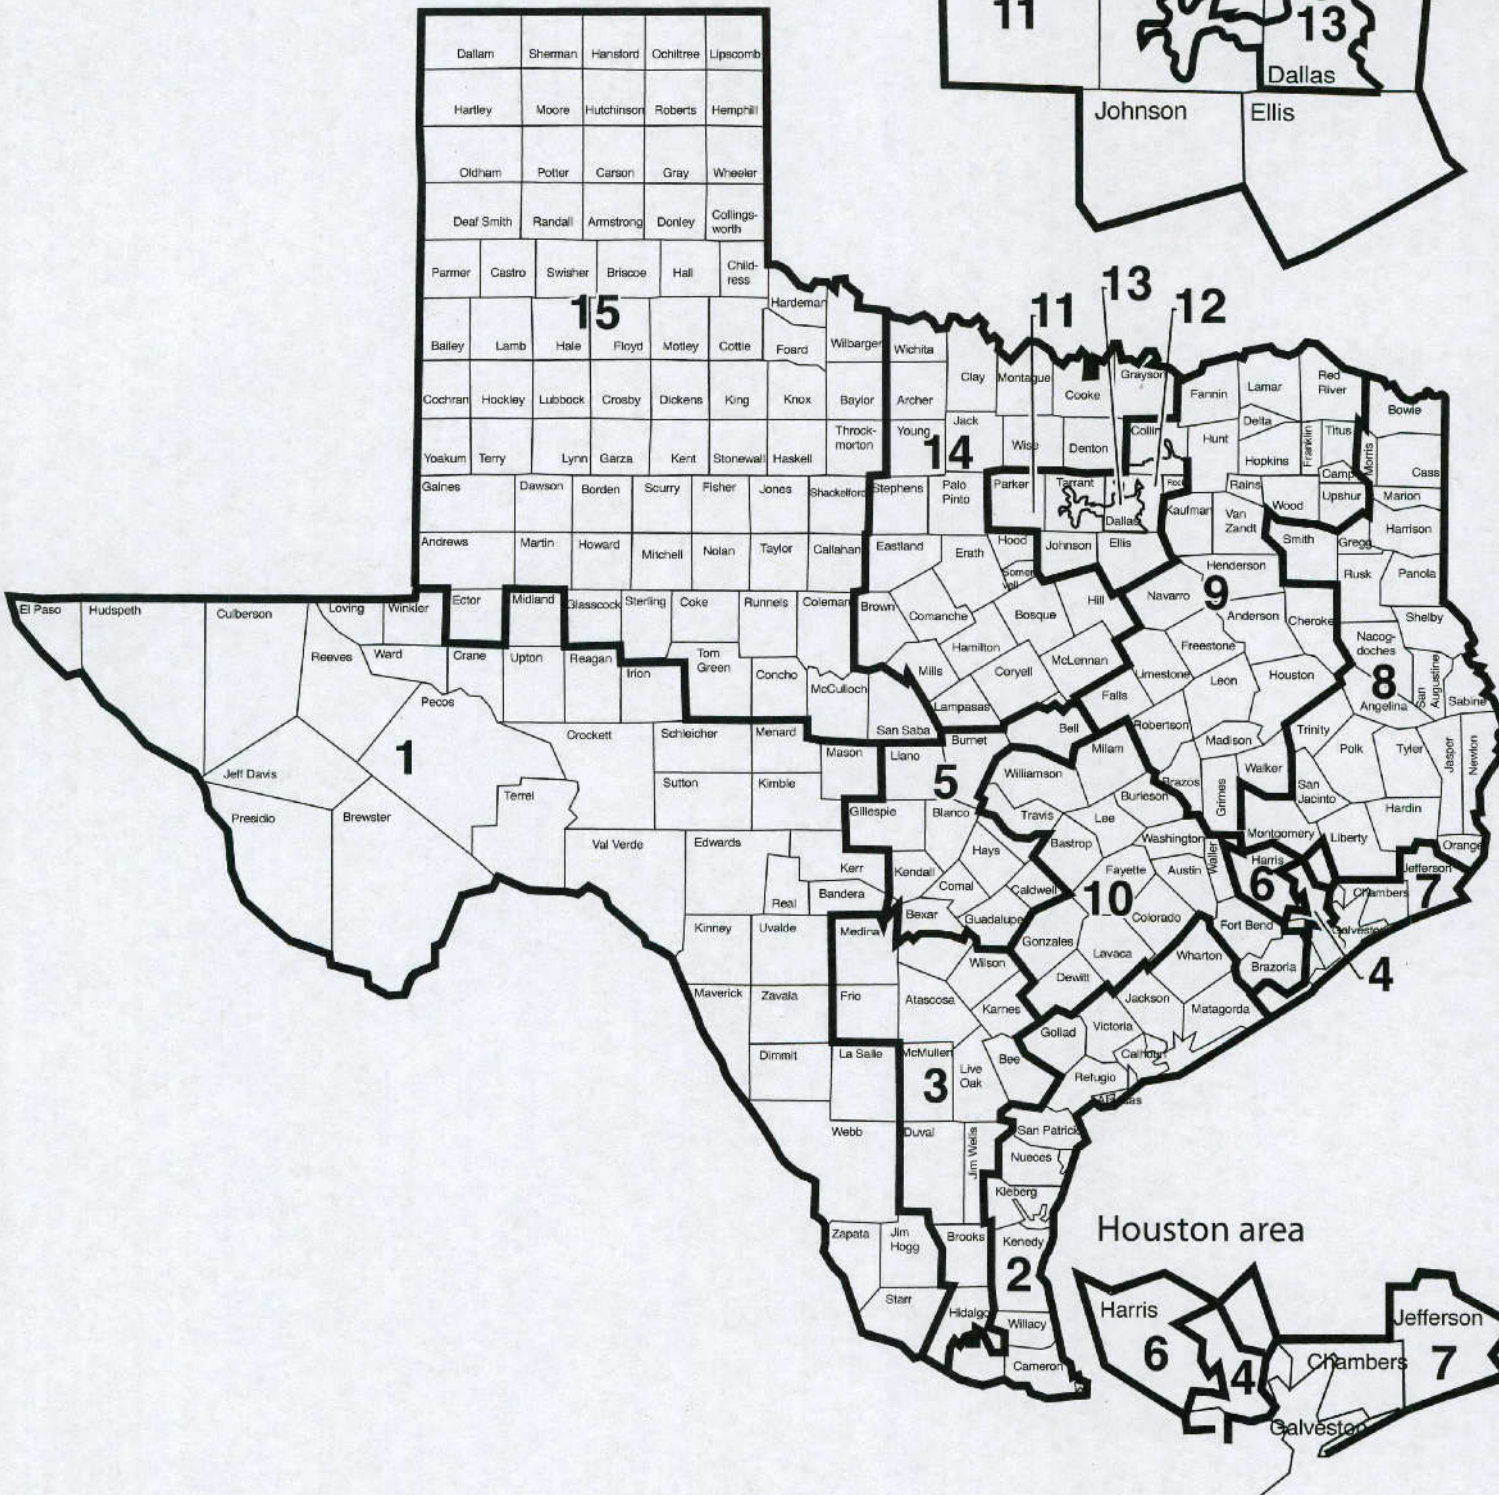 11
13
Dallas
Johnson Ellis
Dallam Sherman Hansford Ochiltree Lipscomb
Hartley Moore Hutchinson Roberts Hemphill
Oldham Potter Carson Gray Wheeler
Deaf Smith Randall Armstrong Donley Collings-
worth
Parmer Castro Swisher Briscoe Hall Child-
ress
15
Hardeman
13
11 12
Bailey Lamb Hale Floyd Motley Cottle Foard Wilbarger Wichita
Clay Montague Cooke Grayson Fannin Lamar Red
River
Cochran Hockley Lubbock Crosby Dickens King Knox Baylor Archer
Bowie
Throck-
morton Young Jack
14
Wise Denton Collin Hunt Delta Hopkins Franklin Titus Morris
Camp Cass
Yoakum Terry Lynn Garza Kent Stonewall Haskell
Gaines Dawson Borden Scurry Fisher Jones Shackelford Stephens Palo
Pinto Parker Tarrant Rains Wood Upshur Marion
Dallas Kaufman Van
Zandt Smith Gregg Harrison
Andrews Martin Howard Mitchell Nolan Taylor Callahan Eastland Erath Hood Johnson Ellis
Somer
vell
Henderson Rusk Panola
9
El Paso Hudspeth Culberson Loving Winkler Ector Midland Glasscock Sterling Coke Runnels Coleman Brown Comanche Bosque Hill Navarro Anderson Cherokee Shelby
Reeves Ward Crane Upton Reagan Irion Tom
Green Concho McCulloch Mills Hamilton Coryell McLennan Freestone Limestone Leon Houston Nacog-
doches
8
San
Augustine
Angelina Sabine
Pecos
1
Crockett Schleicher Menard San Saba Lampasas Falls Bell Robertson Madison Trinity Polk Tyler Jasper Newton
Jeff Davis Terrel Sutton Kimble Mason Llano Burnet Milam
5
Williamson Burleson Brazos Grimes Walker San
Jacinto Hardin
Presidio Brewster Val Verde Edwards Gillespie Blanco Travis Lee Washington Montgomery Liberty Orange
Hays Bastrop Waller Harris Jefferson
Kerr Kendall Fayette Austin
6 7
Real Bandera Comal Caldwell Chambers
10
Kinney Uvalde Medina Bexar Guadalupe Gonzales Colorado Fort Bend Galveston
Wilson Lavaca Wharton Brazoria
4
Maverick Zavala Frio Atascosa Karnes Dewitt Jackson Matagorda
Goliad Victoria
Dimmit La Salle McMullen
3
Live
Oak Bee Calhoun
Refugio
Webb Duval Jim Wells San Patrick
Nueces
Kleberg
Zapata Jim
Hogg Brooks Kenedy
2
Starr Hidalgo Willacy
Cameron
Houston area
Harris
6
4
Jefferson
Chambers 7
Galveston